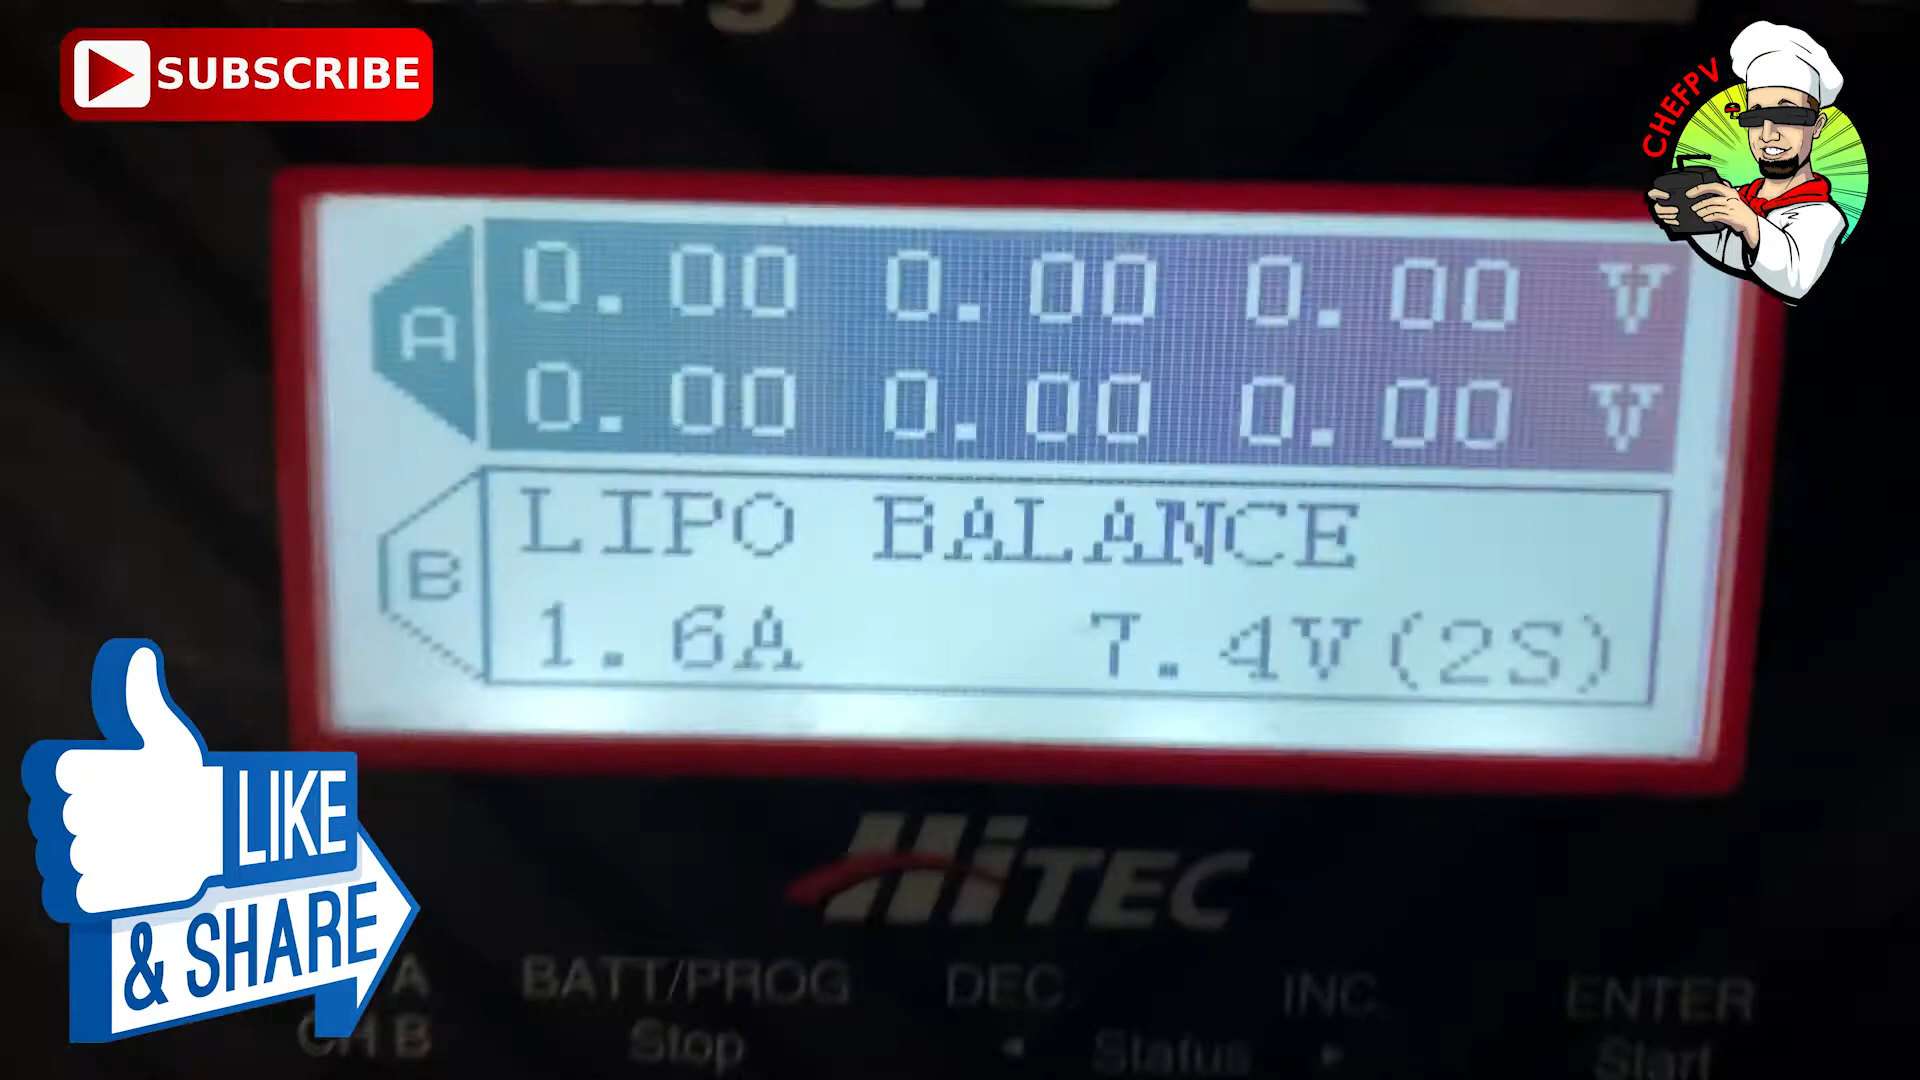 SUBSCRIBE
CHEFPV
A
0.00 0.00 0.00 V
0.00 0.00 0.00 V
B
LIPO BALANCE
1.6A 7.4V(2S)
LIKE
& SHARE
HiTEC
A BATT/PROG DEC. INC. ENTER
CH B Stop ◄ Status ► Start